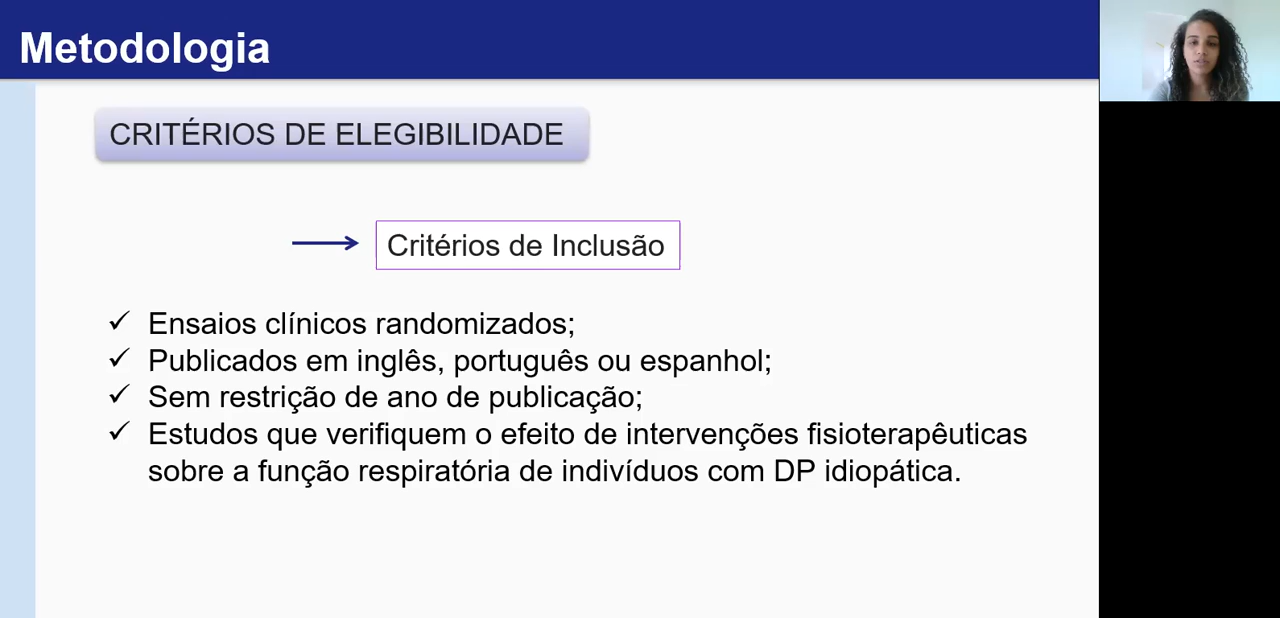 Metodologia
CRITÉRIOS DE ELEGIBILIDADE
Critérios de Inclusão
✓ Ensaios clínicos randomizados;
✓ Publicados em inglês, português ou espanhol;
✓ Sem restrição de ano de publicação;
✓ Estudos que verifiquem o efeito de intervenções fisioterapêuticas
sobre a função respiratória de indivíduos com DP idiopática.